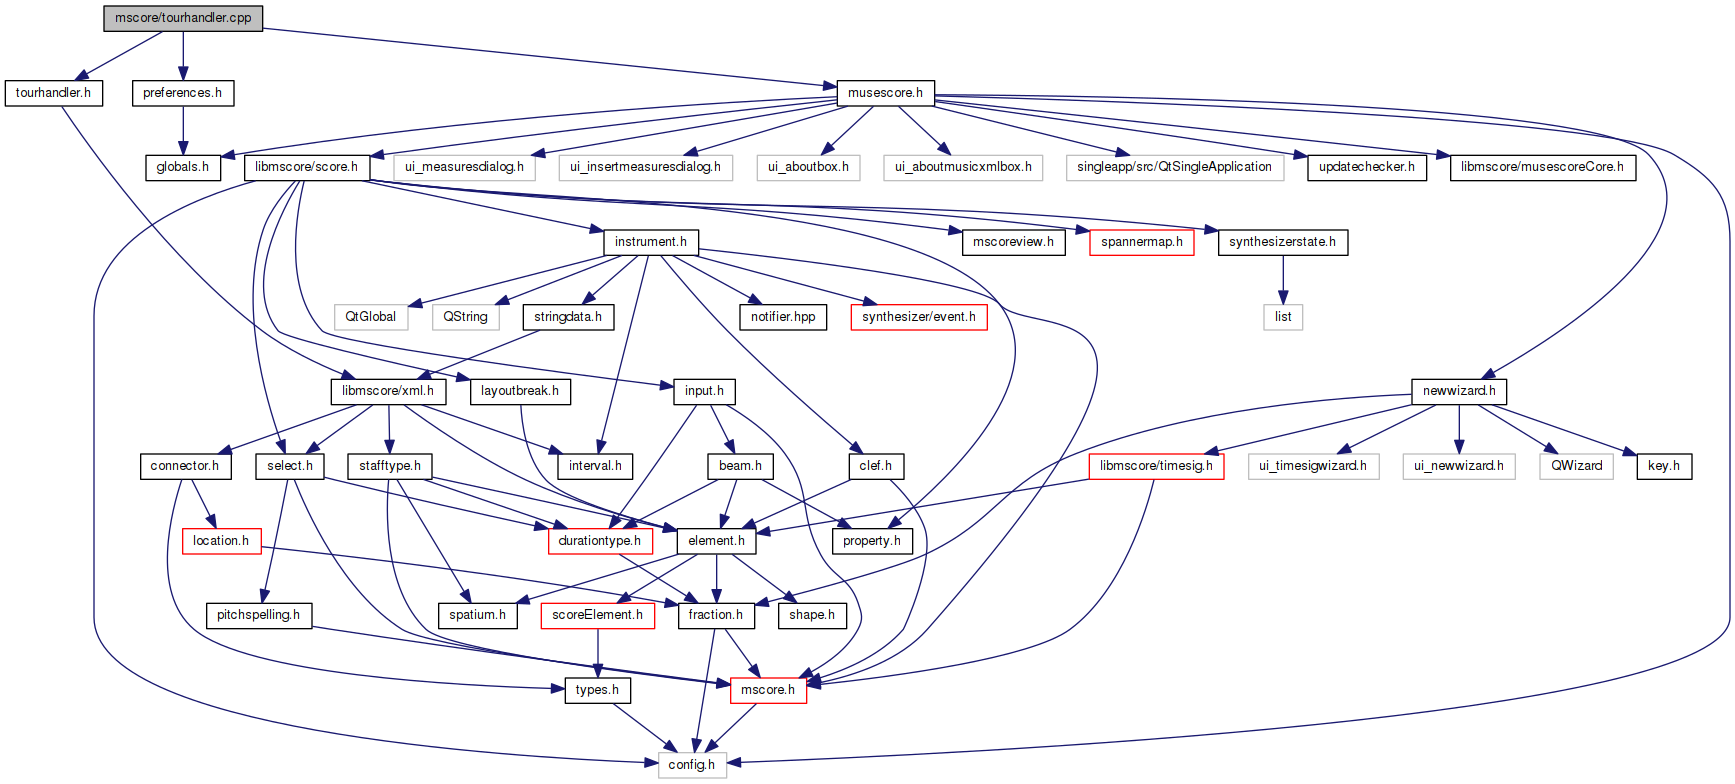 mscore/tourhandler.cpp
tourhandler.h
preferences.h
musescore.h
globals.h
libmscore/score.h
ui_measuresdialog.h
ui_insertmeasuresdialog.h
ui_aboutbox.h
ui_aboutmusicxmlbox.h
singleapp/src/QtSingleApplication
updatechecker.h
libmscore/musescoreCore.h
instrument.h
mscoreview.h
spannermap.h
synthesizerstate.h
QtGlobal
QString
stringdata.h
notifier.hpp
synthesizer/event.h
list
libmscore/xml.h
layoutbreak.h
input.h
newwizard.h
connector.h
select.h
stafftype.h
interval.h
beam.h
clef.h
libmscore/timesig.h
ui_timesigwizard.h
ui_newwizard.h
QWizard
key.h
location.h
durationtype.h
element.h
property.h
pitchspelling.h
spatium.h
scoreElement.h
fraction.h
shape.h
types.h
mscore.h
config.h